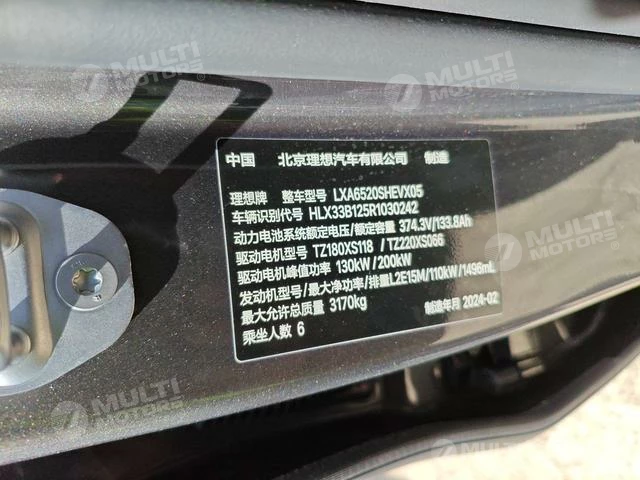 中国 北京理想汽车有限公司 制造
理想牌 整车型号 LXA6520SHEVX05
车辆识别代号 HLX33B125R1030242
动力电池系统额定电压/额定容量 374.3V/133.8Ah
驱动电机型号 TZ180XS118 / TZ220XS066
驱动电机峰值功率 130kW/200kW
发动机型号/最大净功率/排量 L2E15M/110kW/1496mL
最大允许总质量 3170kg 制造年月 2024-02
乘坐人数 6
MULTI
MOTORS
MULTI
MOTORS
MULTI
MOTORS
MULTI
MOTORS